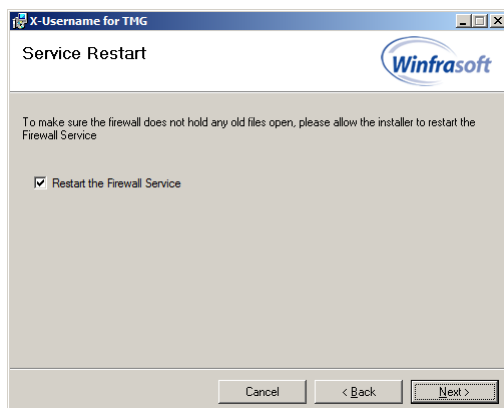 X-Username for TMG
Service Restart
Winfrasoft
To make sure the firewall does not hold any old files open, please allow the installer to restart the
Firewall Service
Restart the Firewall Service
Cancel
< Back
Next >